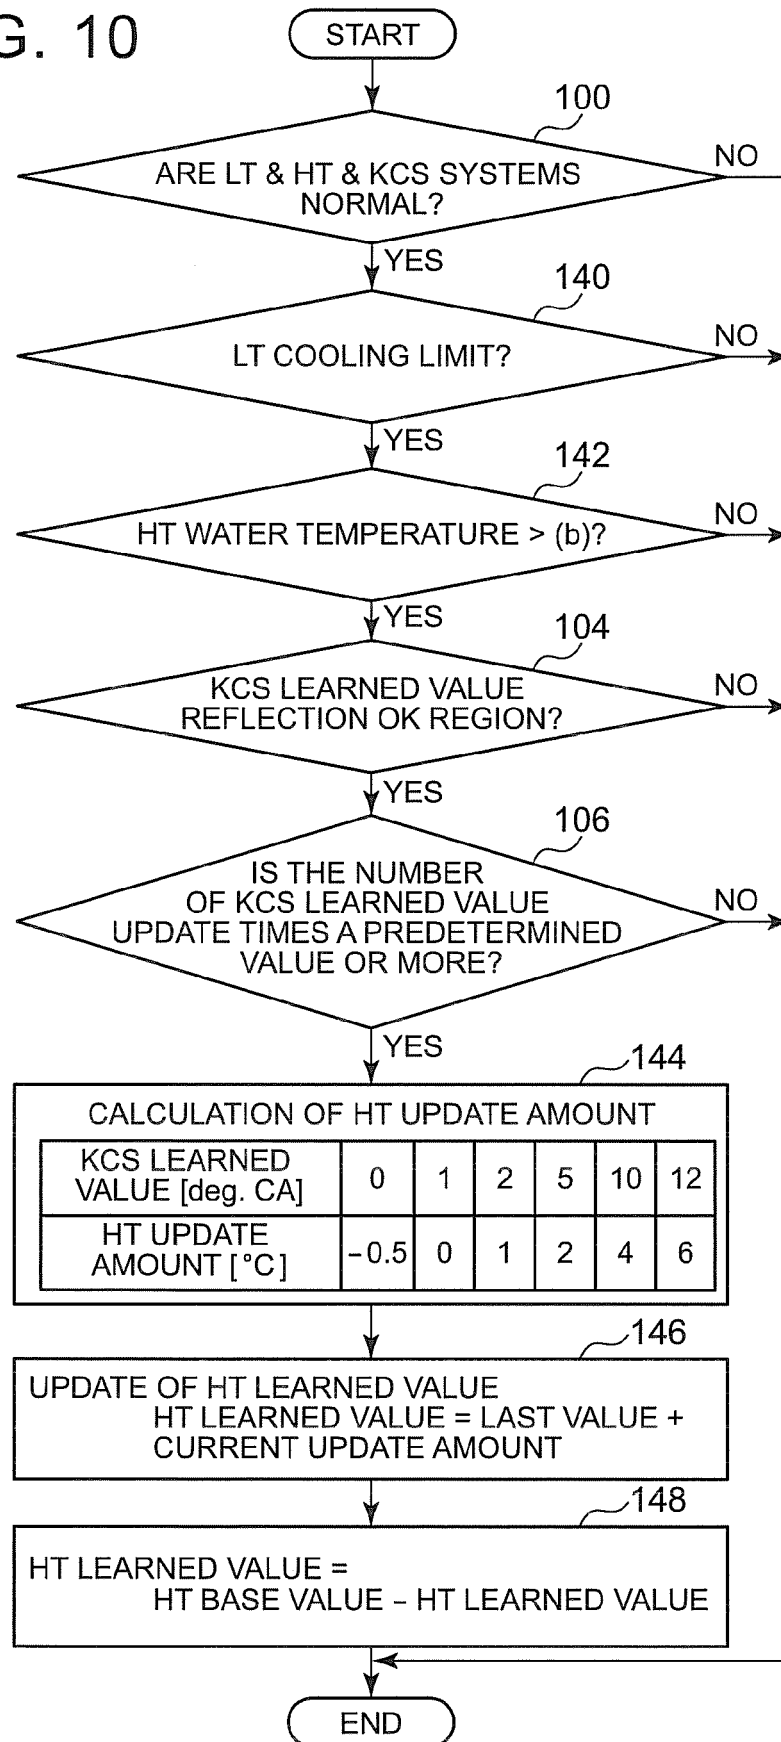 G. 10
START
100
ARE LT & HT & KCS SYSTEMS
NORMAL?
NO
YES
140
LT COOLING LIMIT?
NO
YES
142
HT WATER TEMPERATURE > (b)?
NO
YES
104
KCS LEARNED VALUE
REFLECTION OK REGION?
NO
YES
106
IS THE NUMBER
OF KCS LEARNED VALUE
UPDATE TIMES A PREDETERMINED
VALUE OR MORE?
NO
YES
144
CALCULATION OF HT UPDATE AMOUNT
KCS LEARNED
VALUE [deg. CA]
0 1 2 5 10 12
HT UPDATE
AMOUNT [°C]
−0.5 0 1 2 4 6
146
UPDATE OF HT LEARNED VALUE
HT LEARNED VALUE = LAST VALUE +
CURRENT UPDATE AMOUNT
148
HT LEARNED VALUE =
HT BASE VALUE – HT LEARNED VALUE
END